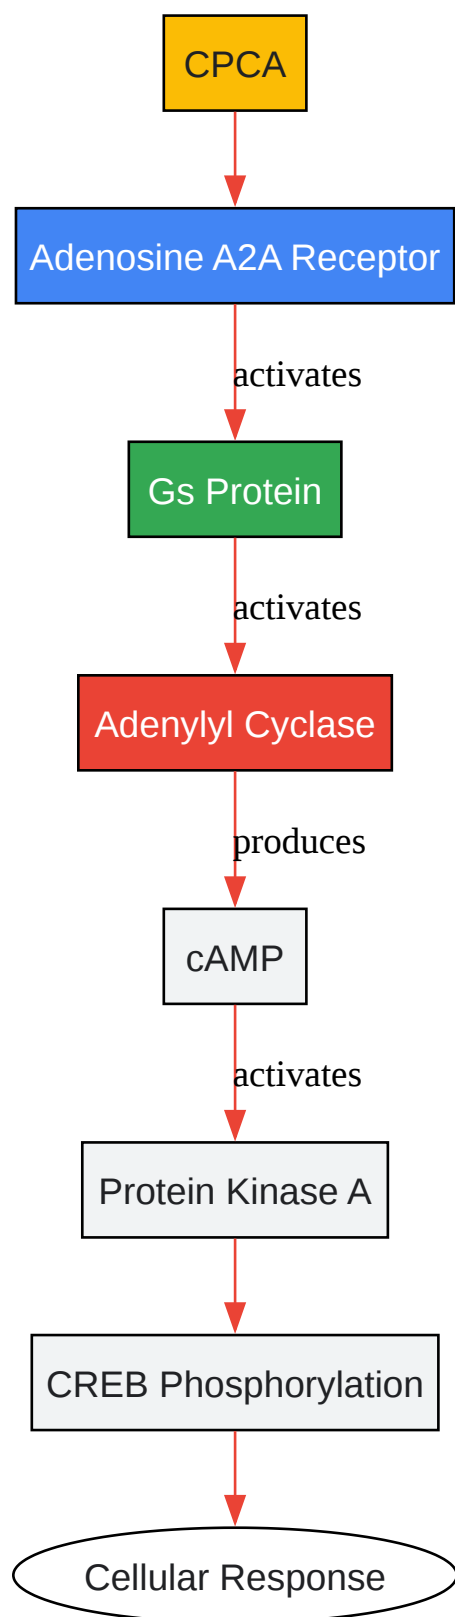 CPCA
Adenosine A2A Receptor
activates
Gs Protein
activates
Adenylyl Cyclase
produces
cAMP
activates
Protein Kinase A
CREB Phosphorylation
Cellular Response